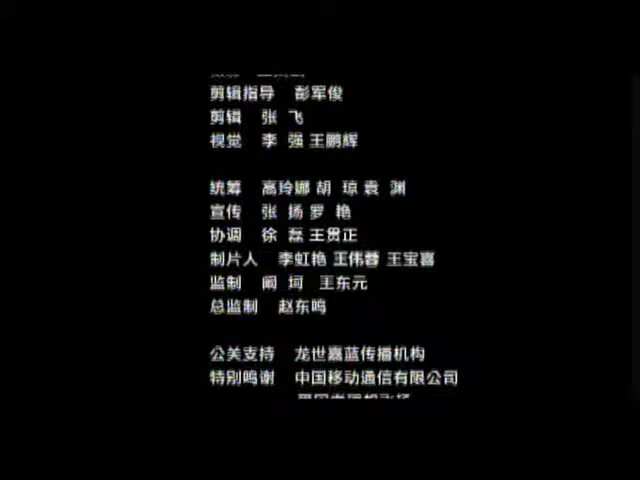 剪辑指导 彭军俊
剪辑 张 飞
视觉 李 强 王鹏辉
统筹 高玲娜 胡 琼 袁 渊
宣传 张 扬 罗 艳
协调 徐 磊 王贯正
制片人 李虹艳 王伟蓉 王宝喜
监制 阚 坷 王东元
总监制 赵东鸣
公关支持 龙世嘉蓝传播机构
特别鸣谢 中国移动通信有限公司